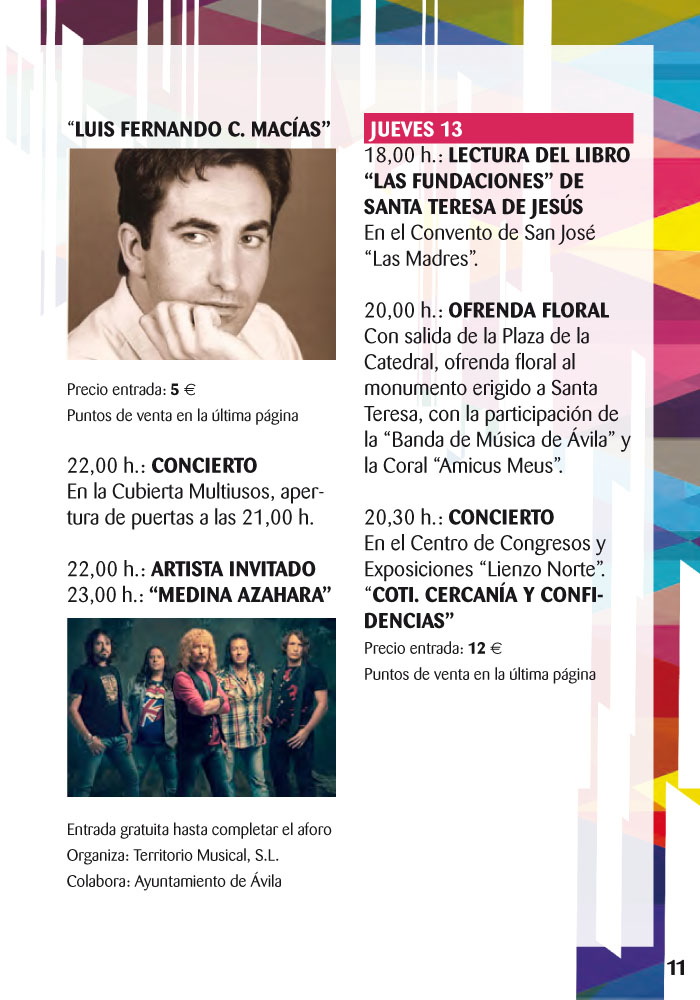 “LUIS FERNANDO C. MACÍAS”
Precio entrada: 5 €
Puntos de venta en la última página
22,00 h.: CONCIERTO
En la Cubierta Multiusos, aper-
tura de puertas a las 21,00 h.
22,00 h.: ARTISTA INVITADO
23,00 h.: “MEDINA AZAHARA”
Entrada gratuita hasta completar el aforo
Organiza: Territorio Musical, S.L.
Colabora: Ayuntamiento de Ávila
JUEVES 13
18,00 h.: LECTURA DEL LIBRO
“LAS FUNDACIONES” DE
SANTA TERESA DE JESÚS
En el Convento de San José
“Las Madres”.
20,00 h.: OFRENDA FLORAL
Con salida de la Plaza de la
Catedral, ofrenda floral al
monumento erigido a Santa
Teresa, con la participación de
la “Banda de Música de Ávila” y
la Coral “Amicus Meus”.
20,30 h.: CONCIERTO
En el Centro de Congresos y
Exposiciones “Lienzo Norte”.
“COTI. CERCANÍA Y CONFI-
DENCIAS”
Precio entrada: 12 €
Puntos de venta en la última página
11